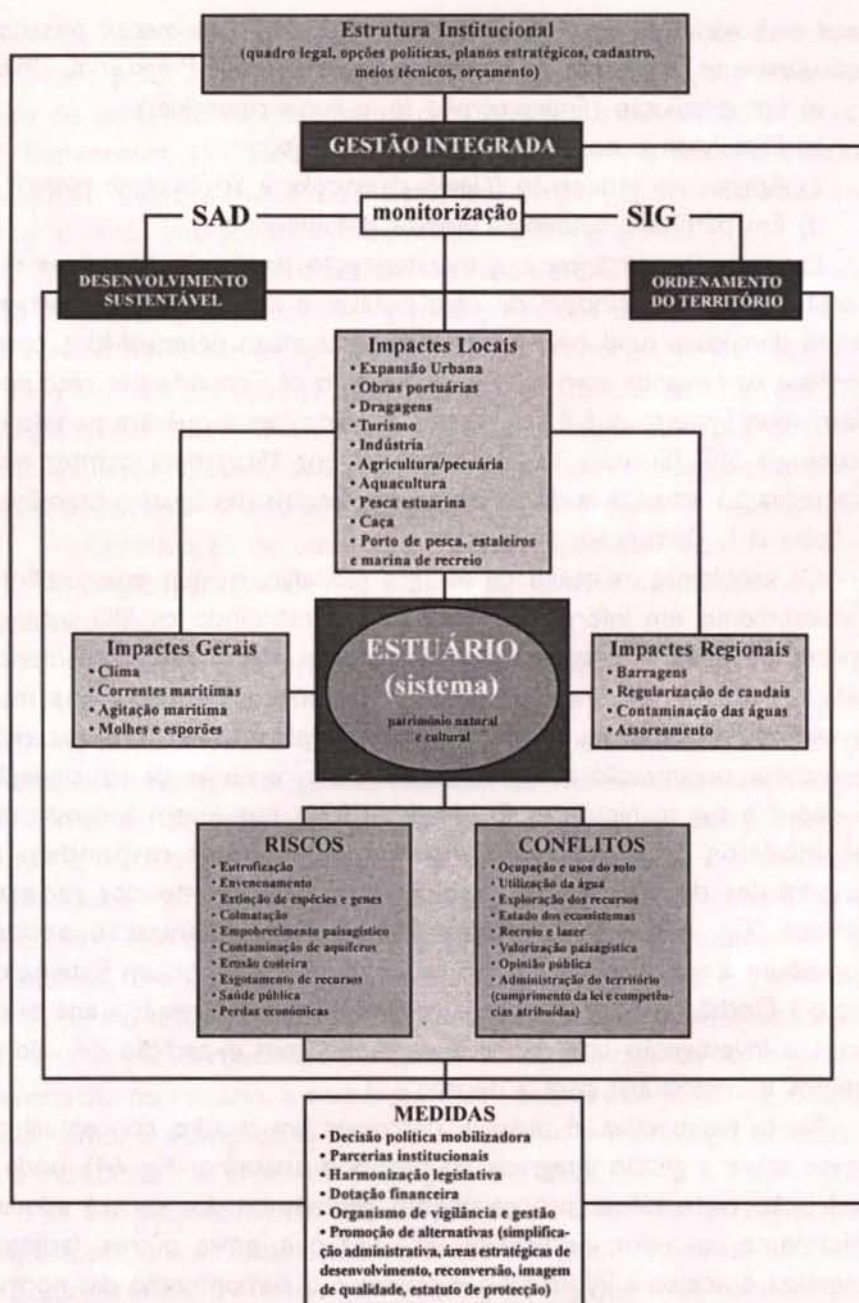 Estrutura Institucional
(quadro legal, opções políticas, planos estratégicos, cadastro,
meios técnicos, orçamento)
GESTÃO INTEGRADA
SAD
monitorização
SIG
DESENVOLVIMENTO
SUSTENTÁVEL
ORDENAMENTO
DO TERRITÓRIO
Impactes Locais
• Expansão Urbana
• Obras portuárias
• Dragagens
• Turismo
• Indústria
• Agricultura/pecuária
• Aquacultura
• Pesca estuarina
• Caça
• Porto de pesca, estaleiros
e marina de recreio
Impactes Gerais
• Clima
• Correntes marítimas
• Agitação marítima
• Molhes e esporões
ESTUÁRIO
(sistema)
património natural
e cultural
Impactes Regionais
• Barragens
• Regularização de caudais
• Contaminação das águas
• Assoreamento
RISCOS
• Eutrofização
• Envenenamento
• Extinção de espécies e genes
• Colmatação
• Empobrecimento paisagístico
• Contaminação de aquíferos
• Erosão costeira
• Esgotamento de recursos
• Saúde pública
• Perdas económicas
CONFLITOS
• Ocupação e usos do solo
• Utilização da água
• Exploração dos recursos
• Estado dos ecossistemas
• Recreio e lazer
• Valorização paisagística
• Opinião pública
• Administração do território
(cumprimento da lei e competên-
cias atribuídas)
MEDIDAS
• Decisão política mobilizadora
• Parcerias institucionais
• Harmonização legislativa
• Dotação financeira
• Organismo de vigilância e gestão
• Promoção de alternativas (simplifica-
ção administrativa, áreas estratégicas de
desenvolvimento, reconversão, imagem
de qualidade, estatuto de protecção)